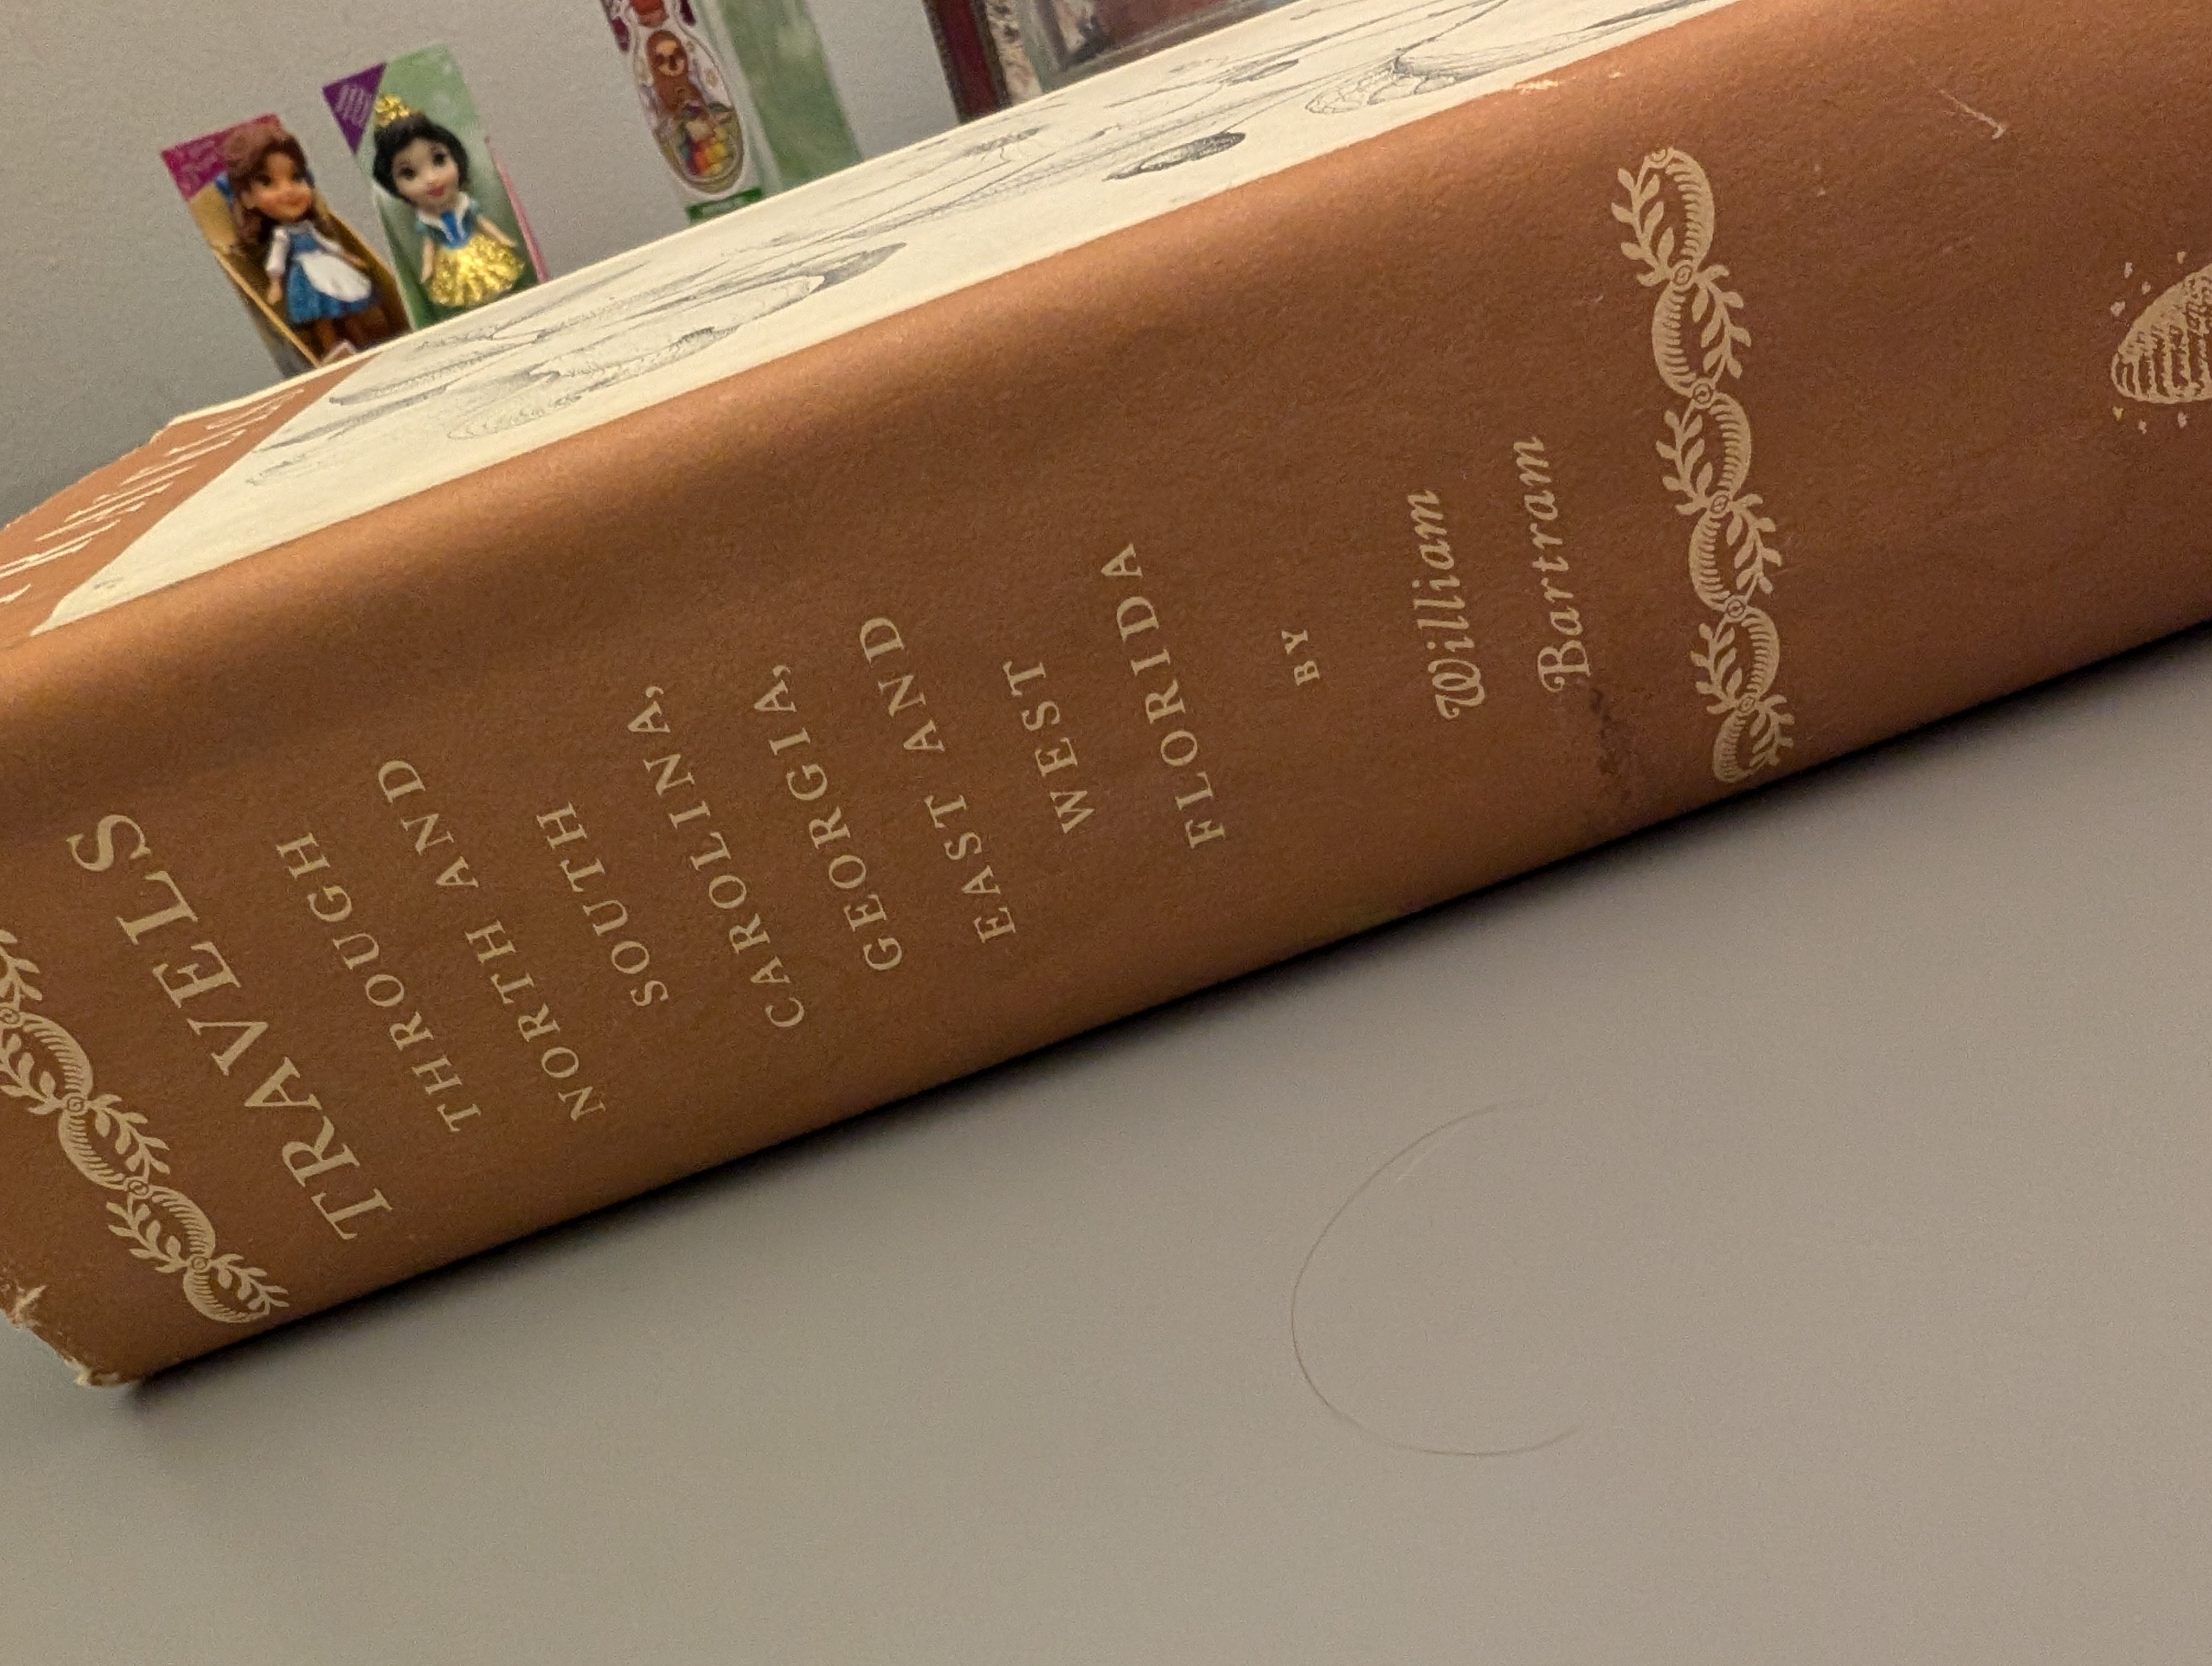 TRAVELS
THROUGH
NORTH AND
SOUTH
CAROLINA,
GEORGIA,
EAST AND
WEST
FLORIDA
BY
William
Bartram